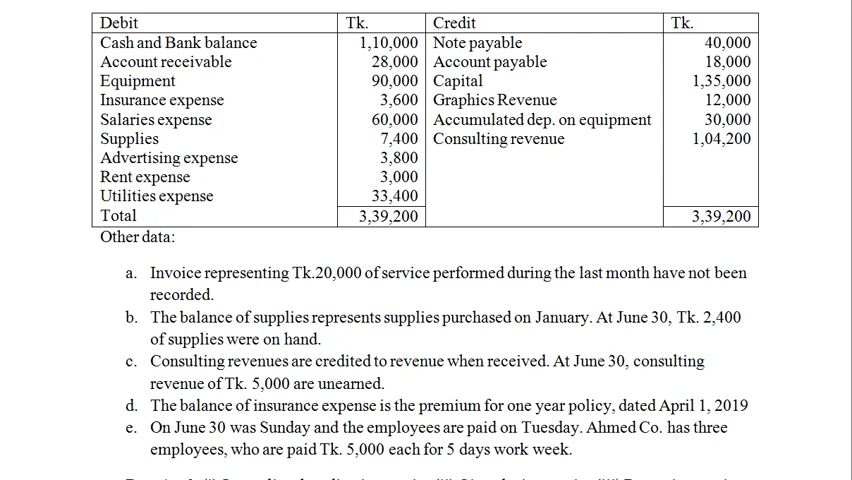 Debit Tk. Credit Tk.
Cash and Bank balance 1,10,000 Note payable 40,000
Account receivable 28,000 Account payable 18,000
Equipment 90,000 Capital 1,35,000
Insurance expense 3,600 Graphics Revenue 12,000
Salaries expense 60,000 Accumulated dep. on equipment 30,000
Supplies 7,400 Consulting revenue 1,04,200
Advertising expense 3,800
Rent expense 3,000
Utilities expense 33,400
Total 3,39,200 3,39,200
Other data:
a. Invoice representing Tk.20,000 of service performed during the last month have not been
recorded.
b. The balance of supplies represents supplies purchased on January. At June 30, Tk. 2,400
of supplies were on hand.
c. Consulting revenues are credited to revenue when received. At June 30, consulting
revenue of Tk. 5,000 are unearned.
d. The balance of insurance expense is the premium for one year policy, dated April 1, 2019
e. On June 30 was Sunday and the employees are paid on Tuesday. Ahmed Co. has three
employees, who are paid Tk. 5,000 each for 5 days work week.